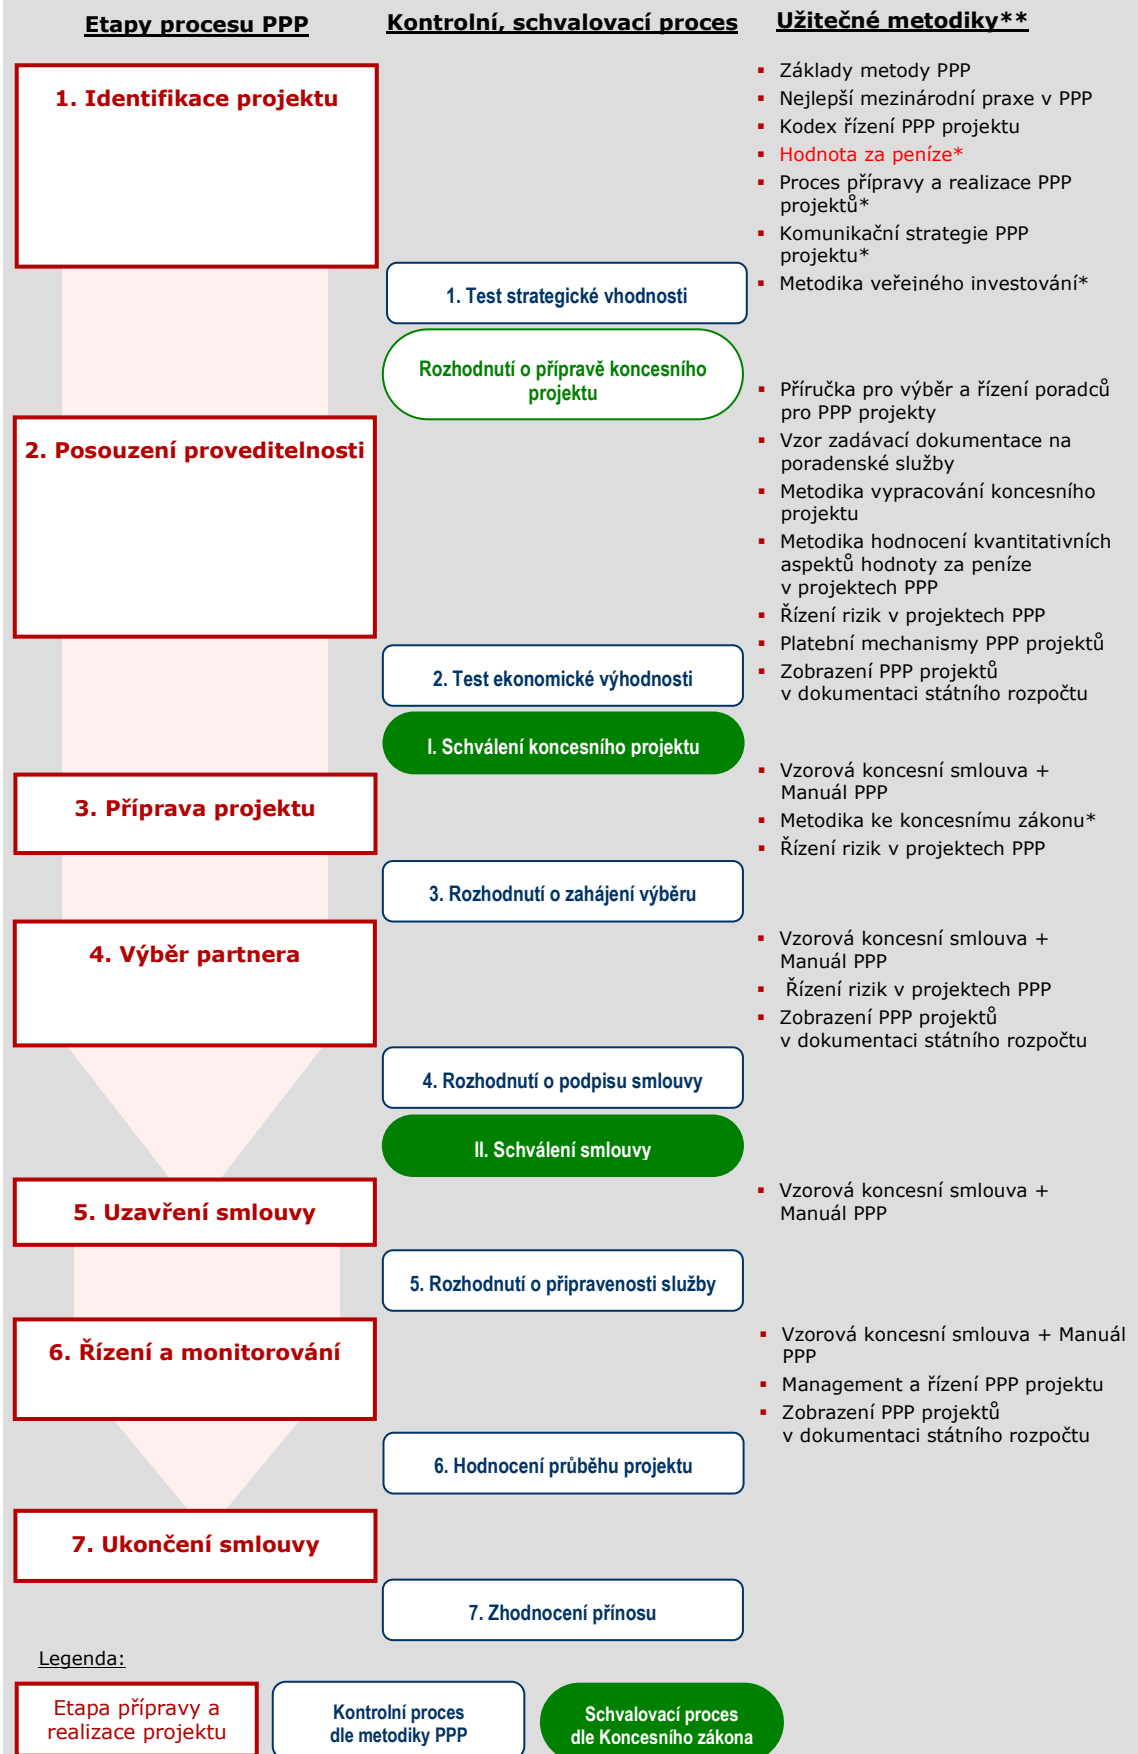 Etapy procesu PPP
Kontrolní, schvalovací proces
Užitečné metodiky**
1. Identifikace projektu
▪ Základy metody PPP
▪ Nejlepší mezinárodní praxe v PPP
▪ Kodex řízení PPP projektu
▪ Hodnota za peníze*
▪ Proces přípravy a realizace PPP
projektů*
▪ Komunikační strategie PPP
projektu*
▪ Metodika veřejného investování*
1. Test strategické vhodnosti
Rozhodnutí o přípravě koncesního
projektu
2. Posouzení proveditelnosti
▪ Příručka pro výběr a řízení poradců
pro PPP projekty
▪ Vzor zadávací dokumentace na
poradenské služby
▪ Metodika vypracování koncesního
projektu
▪ Metodika hodnocení kvantitativních
aspektů hodnoty za peníze
v projektech PPP
▪ Řízení rizik v projektech PPP
▪ Platební mechanismy PPP projektů
▪ Zobrazení PPP projektů
v dokumentaci státního rozpočtu
2. Test ekonomické výhodnosti
I. Schválení koncesního projektu
3. Příprava projektu
▪ Vzorová koncesní smlouva +
Manuál PPP
▪ Metodika ke koncesnímu zákonu*
▪ Řízení rizik v projektech PPP
3. Rozhodnutí o zahájení výběru
4. Výběr partnera
▪ Vzorová koncesní smlouva +
Manuál PPP
▪ Řízení rizik v projektech PPP
▪ Zobrazení PPP projektů
v dokumentaci státního rozpočtu
4. Rozhodnutí o podpisu smlouvy
II. Schválení smlouvy
5. Uzavření smlouvy
▪ Vzorová koncesní smlouva +
Manuál PPP
5. Rozhodnutí o připravenosti služby
6. Řízení a monitorování
▪ Vzorová koncesní smlouva + Manuál
PPP
▪ Management a řízení PPP projektu
▪ Zobrazení PPP projektů
v dokumentaci státního rozpočtu
6. Hodnocení průběhu projektu
7. Ukončení smlouvy
7. Zhodnocení přínosu
Legenda:
Etapa přípravy a
realizace projektu
Kontrolní proces
dle metodiky PPP
Schvalovací proces
dle Koncesního zákona